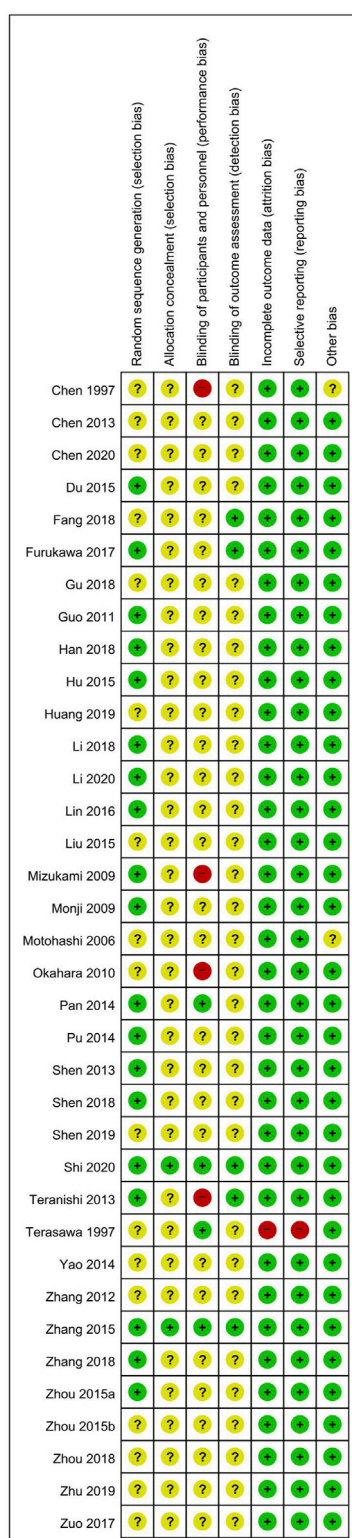 Random sequence generation (selection bias)
Allocation concealment (selection bias)
Blinding of participants and personnel (performance bias)
Blinding of outcome assessment (detection bias)
Incomplete outcome data (attrition bias)
Selective reporting (reporting bias)
Other bias
Chen 1997 ? ? – ? + + ?
Chen 2013 ? ? ? ? + + +
Chen 2020 ? ? ? ? + + +
Du 2015 + ? ? ? + + +
Fang 2018 ? ? ? + + + +
Furukawa 2017 + ? ? + + + +
Gu 2018 ? ? ? ? + + +
Guo 2011 + ? ? ? + + +
Han 2018 + ? ? ? + + +
Hu 2015 + ? ? ? + + +
Huang 2019 ? ? ? ? + + +
Li 2018 + ? ? ? + + +
Li 2020 + ? ? ? + + +
Lin 2016 + ? ? ? + + +
Liu 2015 ? ? ? ? + + +
Mizukami 2009 + ? – ? + + +
Monji 2009 + ? ? ? + + +
Motohashi 2006 ? ? ? ? + + ?
Okahara 2010 ? ? – ? + + +
Pan 2014 + ? + ? + + +
Pu 2014 + ? ? ? + + +
Shen 2013 + ? ? ? + + +
Shen 2018 + ? ? ? + + +
Shen 2019 ? ? ? ? + + +
Shi 2020 + + + + + + +
Teranishi 2013 + ? – + + + +
Terasawa 1997 ? ? + ? – – +
Yao 2014 ? ? ? ? + + +
Zhang 2012 ? ? ? ? + + +
Zhang 2015 + + + + + + +
Zhang 2018 + ? ? ? + + +
Zhou 2015a + ? ? ? + + +
Zhou 2015b ? ? ? ? + + +
Zhou 2018 ? ? ? ? + + +
Zhu 2019 ? ? ? ? + + +
Zuo 2017 ? ? ? ? + + +